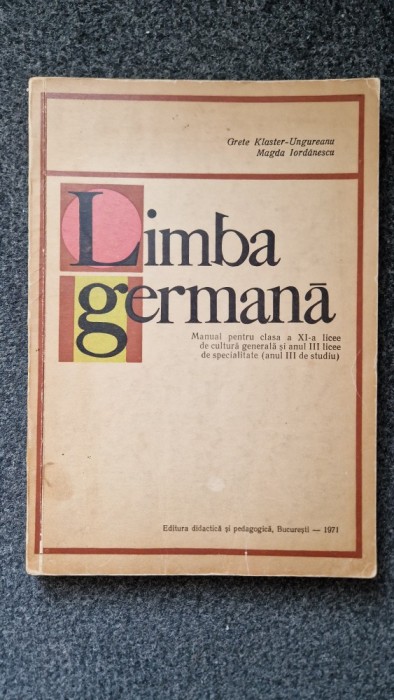 Grete Klaster-Ungureanu
Magda Iordănescu
Limba
germană
Manual pentru clasa a XI-a licee
de cultură generală și anul III licee
de specialitate (anul III de studiu)
Editura didactică și pedagogică, București — 1971